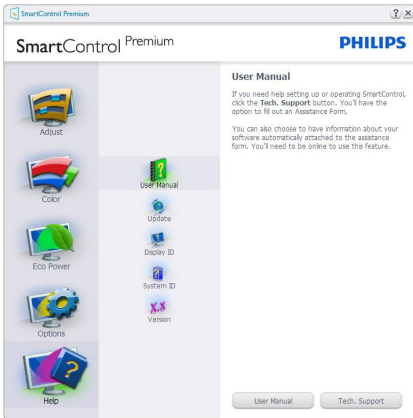 SmartControl Premium
SmartControl Premium
PHILIPS
Adjust
Color
Eco Power
Options
Help
User Manual
Update
Display ID
System ID
X.X
Version
User Manual
If you need help setting up or operating SmartControl,
click the Tech. Support button. You'll have the
option to fill out an Assistance Form.
You can also choose to have information about your
software automatically attached to the assistance
form. You'll need to be online to use this feature.
User Manual
Tech. Support